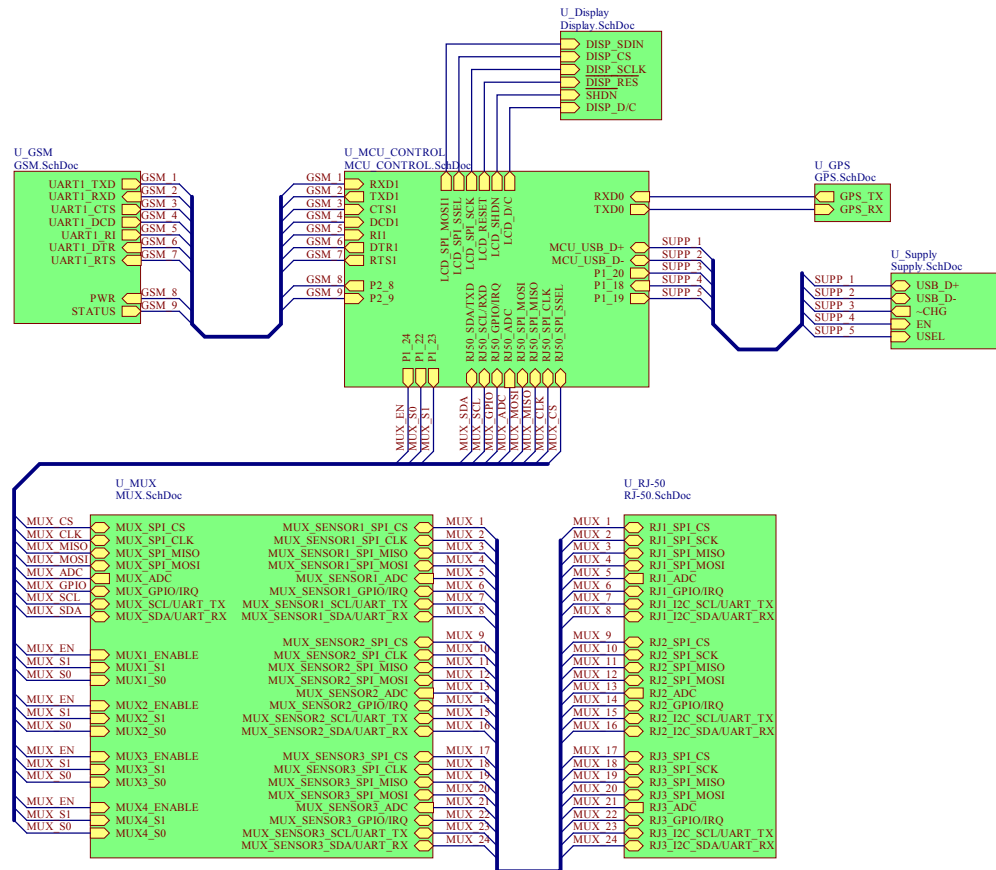 U_Display
Display.SchDoc
DISP_SDIN
DISP_CS
DISP_SCLK
DISP_RES
SHDN
DISP_D/C
U_GSM
GSM.SchDoc
UART1_TXD
UART1_RXD
UART1_CTS
UART1_DCD
UART1_RI
UART1_DTR
UART1_RTS
PWR
STATUS
GSM_1
GSM_2
GSM_3
GSM_4
GSM_5
GSM_6
GSM_7
GSM_8
GSM_9
U_MCU_CONTROL
MCU_CONTROL.SchDoc
GSM_1
GSM_2
GSM_3
GSM_4
GSM_5
GSM_6
GSM_7
GSM_8
GSM_9
RXD1
TXD1
CTS1
DCD1
RI1
DTR1
RTS1
P2_8
P2_9
LCD_SPI_MOSI1
LCD_SPI_SSEL
LCD_SPI_SCK
LCD_RESET
LCD_SHDN
LCD_D/C
RXD0
TXD0
MCU_USB_D+
MCU_USB_D-
P1_20
P1_18
P1_19
P1_24
P1_22
P1_23
RJ50_SDA/TXD
RJ50_SCL/RXD
RJ50_GPIO/IRQ
RJ50_ADC
RJ50_SPI_MOSI
RJ50_SPI_MISO
RJ50_SPI_CLK
RJ50_SPI_SSEL
MUX_EN
MUX_S0
MUX_S1
MUX_SDA
MUX_SCL
MUX_GPIO
MUX_ADC
MUX_MOSI
MUX_MISO
MUX_CLK
MUX_CS
U_GPS
GPS.SchDoc
GPS_TX
GPS_RX
SUPP_1
SUPP_2
SUPP_3
SUPP_4
SUPP_5
U_Supply
Supply.SchDoc
SUPP_1
SUPP_2
SUPP_3
SUPP_4
SUPP_5
USB_D+
USB_D-
~CHG
EN
USEL
U_MUX
MUX.SchDoc
MUX_CS
MUX_CLK
MUX_MISO
MUX_MOSI
MUX_ADC
MUX_GPIO
MUX_SCL
MUX_SDA
MUX_EN
MUX_S1
MUX_S0
MUX_EN
MUX_S1
MUX_S0
MUX_EN
MUX_S1
MUX_S0
MUX_EN
MUX_S1
MUX_S0
MUX_SPI_CS
MUX_SPI_CLK
MUX_SPI_MISO
MUX_SPI_MOSI
MUX_ADC
MUX_GPIO/IRQ
MUX_SCL/UART_TX
MUX_SDA/UART_RX
MUX1_ENABLE
MUX1_S1
MUX1_S0
MUX2_ENABLE
MUX2_S1
MUX2_S0
MUX3_ENABLE
MUX3_S1
MUX3_S0
MUX4_ENABLE
MUX4_S1
MUX4_S0
MUX_SENSOR1_SPI_CS
MUX_SENSOR1_SPI_CLK
MUX_SENSOR1_SPI_MISO
MUX_SENSOR1_SPI_MOSI
MUX_SENSOR1_ADC
MUX_SENSOR1_GPIO/IRQ
MUX_SENSOR1_SCL/UART_TX
MUX_SENSOR1_SDA/UART_RX
MUX_SENSOR2_SPI_CS
MUX_SENSOR2_SPI_CLK
MUX_SENSOR2_SPI_MISO
MUX_SENSOR2_SPI_MOSI
MUX_SENSOR2_ADC
MUX_SENSOR2_GPIO/IRQ
MUX_SENSOR2_SCL/UART_TX
MUX_SENSOR2_SDA/UART_RX
MUX_SENSOR3_SPI_CS
MUX_SENSOR3_SPI_CLK
MUX_SENSOR3_SPI_MISO
MUX_SENSOR3_SPI_MOSI
MUX_SENSOR3_ADC
MUX_SENSOR3_GPIO/IRQ
MUX_SENSOR3_SCL/UART_TX
MUX_SENSOR3_SDA/UART_RX
MUX_1
MUX_2
MUX_3
MUX_4
MUX_5
MUX_6
MUX_7
MUX_8
MUX_9
MUX_10
MUX_11
MUX_12
MUX_13
MUX_14
MUX_15
MUX_16
MUX_17
MUX_18
MUX_19
MUX_20
MUX_21
MUX_22
MUX_23
MUX_24
U_RJ-50
RJ-50.SchDoc
MUX_1
MUX_2
MUX_3
MUX_4
MUX_5
MUX_6
MUX_7
MUX_8
MUX_9
MUX_10
MUX_11
MUX_12
MUX_13
MUX_14
MUX_15
MUX_16
MUX_17
MUX_18
MUX_19
MUX_20
MUX_21
MUX_22
MUX_23
MUX_24
RJ1_SPI_CS
RJ1_SPI_SCK
RJ1_SPI_MISO
RJ1_SPI_MOSI
RJ1_ADC
RJ1_GPIO/IRQ
RJ1_I2C_SCL/UART_TX
RJ1_I2C_SDA/UART_RX
RJ2_SPI_CS
RJ2_SPI_SCK
RJ2_SPI_MISO
RJ2_SPI_MOSI
RJ2_ADC
RJ2_GPIO/IRQ
RJ2_I2C_SCL/UART_TX
RJ2_I2C_SDA/UART_RX
RJ3_SPI_CS
RJ3_SPI_SCK
RJ3_SPI_MISO
RJ3_SPI_MOSI
RJ3_ADC
RJ3_GPIO/IRQ
RJ3_I2C_SCL/UART_TX
RJ3_I2C_SDA/UART_RX